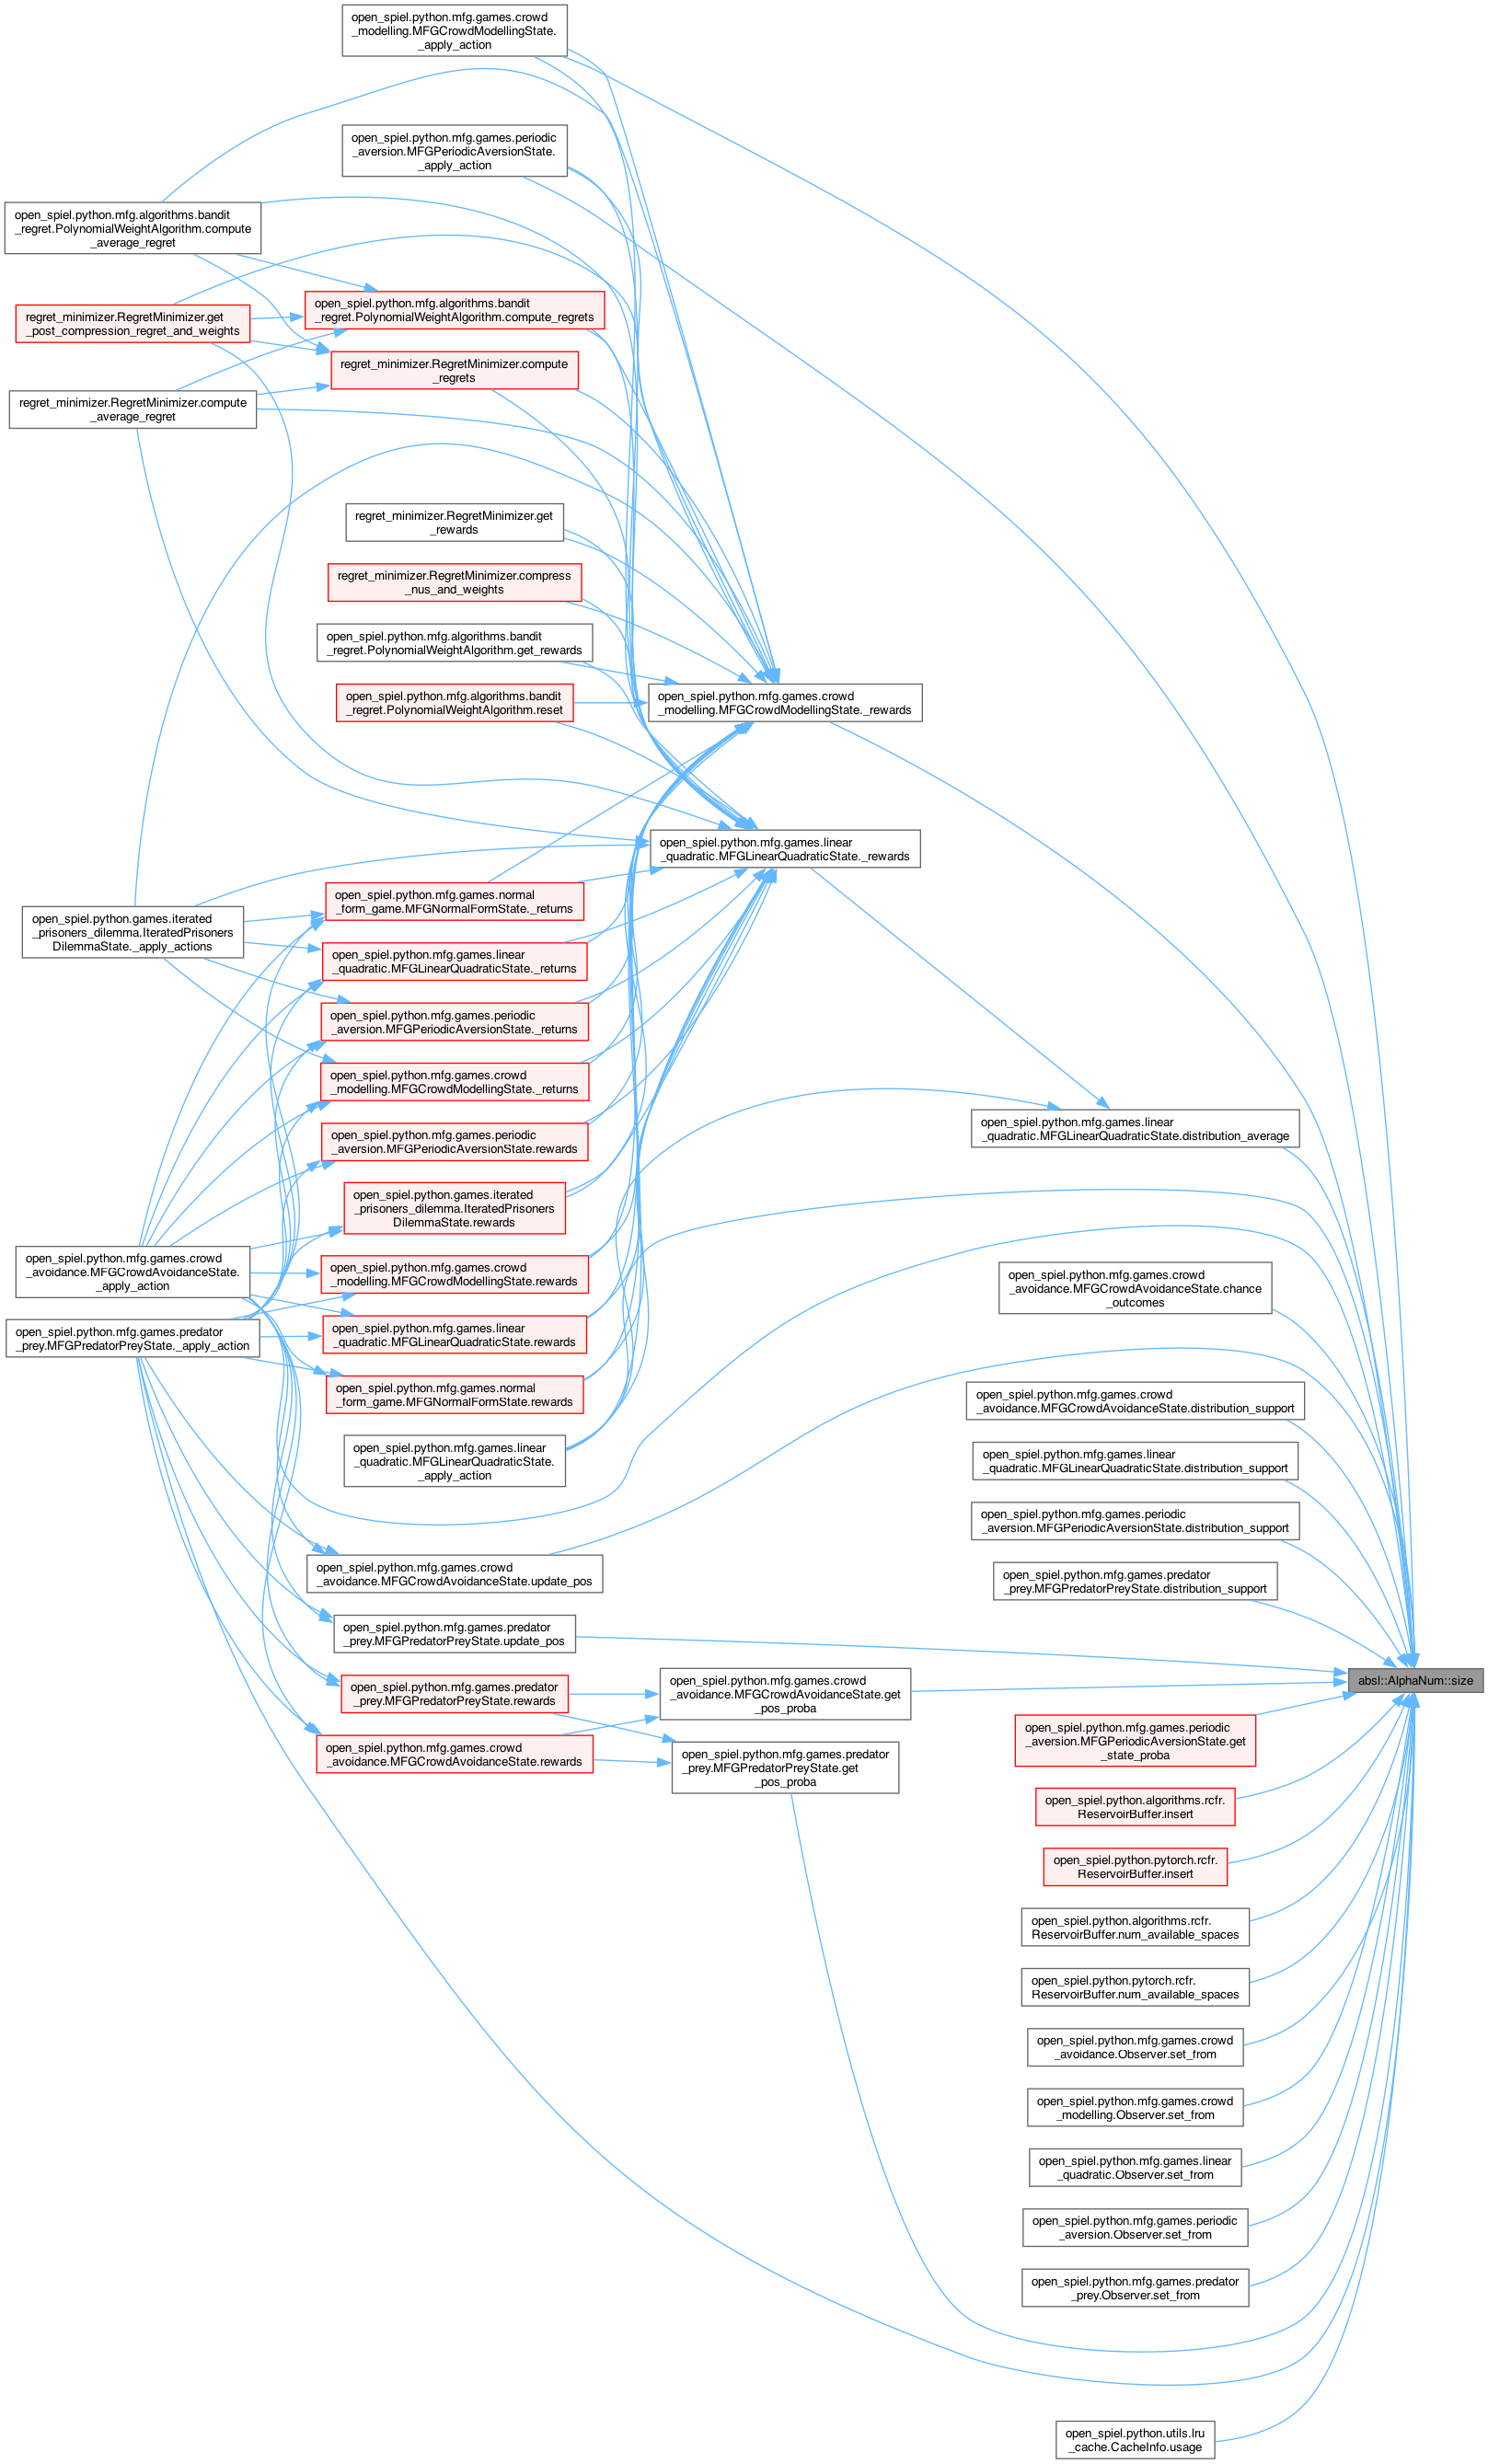 open_spiel.python.mfg.games.crowd
_modelling.MFGCrowdModellingState.
_apply_action
open_spiel.python.mfg.games.periodic
_aversion.MFGPeriodicAversionState.
_apply_action
open_spiel.python.mfg.algorithms.bandit
_regret.PolynomialWeightAlgorithm.compute
_average_regret
regret_minimizer.RegretMinimizer.get
_post_compression_regret_and_weights
open_spiel.python.mfg.algorithms.bandit
_regret.PolynomialWeightAlgorithm.compute_regrets
regret_minimizer.RegretMinimizer.compute
_regrets
regret_minimizer.RegretMinimizer.compute
_average_regret
regret_minimizer.RegretMinimizer.get
_rewards
regret_minimizer.RegretMinimizer.compress
_nus_and_weights
open_spiel.python.mfg.algorithms.bandit
_regret.PolynomialWeightAlgorithm.get_rewards
open_spiel.python.mfg.algorithms.bandit
_regret.PolynomialWeightAlgorithm.reset
open_spiel.python.mfg.games.crowd
_modelling.MFGCrowdModellingState._rewards
open_spiel.python.mfg.games.linear
_quadratic.MFGLinearQuadraticState._rewards
open_spiel.python.mfg.games.normal
_form_game.MFGNormalFormState._returns
open_spiel.python.games.iterated
_prisoners_dilemma.IteratedPrisoners
DilemmaState._apply_actions
open_spiel.python.mfg.games.linear
_quadratic.MFGLinearQuadraticState._returns
open_spiel.python.mfg.games.periodic
_aversion.MFGPeriodicAversionState._returns
open_spiel.python.mfg.games.crowd
_modelling.MFGCrowdModellingState._returns
open_spiel.python.mfg.games.periodic
_aversion.MFGPeriodicAversionState.rewards
open_spiel.python.mfg.games.linear
_quadratic.MFGLinearQuadraticState.distribution_average
open_spiel.python.games.iterated
_prisoners_dilemma.IteratedPrisoners
DilemmaState.rewards
open_spiel.python.mfg.games.crowd
_avoidance.MFGCrowdAvoidanceState.
_apply_action
open_spiel.python.mfg.games.crowd
_modelling.MFGCrowdModellingState.rewards
open_spiel.python.mfg.games.crowd
_avoidance.MFGCrowdAvoidanceState.chance
_outcomes
open_spiel.python.mfg.games.predator
_prey.MFGPredatorPreyState._apply_action
open_spiel.python.mfg.games.linear
_quadratic.MFGLinearQuadraticState.rewards
open_spiel.python.mfg.games.normal
_form_game.MFGNormalFormState.rewards
open_spiel.python.mfg.games.crowd
_avoidance.MFGCrowdAvoidanceState.distribution_support
open_spiel.python.mfg.games.linear
_quadratic.MFGLinearQuadraticState.
_apply_action
open_spiel.python.mfg.games.linear
_quadratic.MFGLinearQuadraticState.distribution_support
open_spiel.python.mfg.games.periodic
_aversion.MFGPeriodicAversionState.distribution_support
open_spiel.python.mfg.games.crowd
_avoidance.MFGCrowdAvoidanceState.update_pos
open_spiel.python.mfg.games.predator
_prey.MFGPredatorPreyState.distribution_support
open_spiel.python.mfg.games.predator
_prey.MFGPredatorPreyState.update_pos
open_spiel.python.mfg.games.predator
_prey.MFGPredatorPreyState.rewards
open_spiel.python.mfg.games.crowd
_avoidance.MFGCrowdAvoidanceState.get
_pos_proba
absl::AlphaNum::size
open_spiel.python.mfg.games.crowd
_avoidance.MFGCrowdAvoidanceState.rewards
open_spiel.python.mfg.games.predator
_prey.MFGPredatorPreyState.get
_pos_proba
open_spiel.python.mfg.games.periodic
_aversion.MFGPeriodicAversionState.get
_state_proba
open_spiel.python.algorithms.rcfr.
ReservoirBuffer.insert
open_spiel.python.pytorch.rcfr.
ReservoirBuffer.insert
open_spiel.python.algorithms.rcfr.
ReservoirBuffer.num_available_spaces
open_spiel.python.pytorch.rcfr.
ReservoirBuffer.num_available_spaces
open_spiel.python.mfg.games.crowd
_avoidance.Observer.set_from
open_spiel.python.mfg.games.crowd
_modelling.Observer.set_from
open_spiel.python.mfg.games.linear
_quadratic.Observer.set_from
open_spiel.python.mfg.games.periodic
_aversion.Observer.set_from
open_spiel.python.mfg.games.predator
_prey.Observer.set_from
open_spiel.python.utils.lru
_cache.CacheInfo.usage